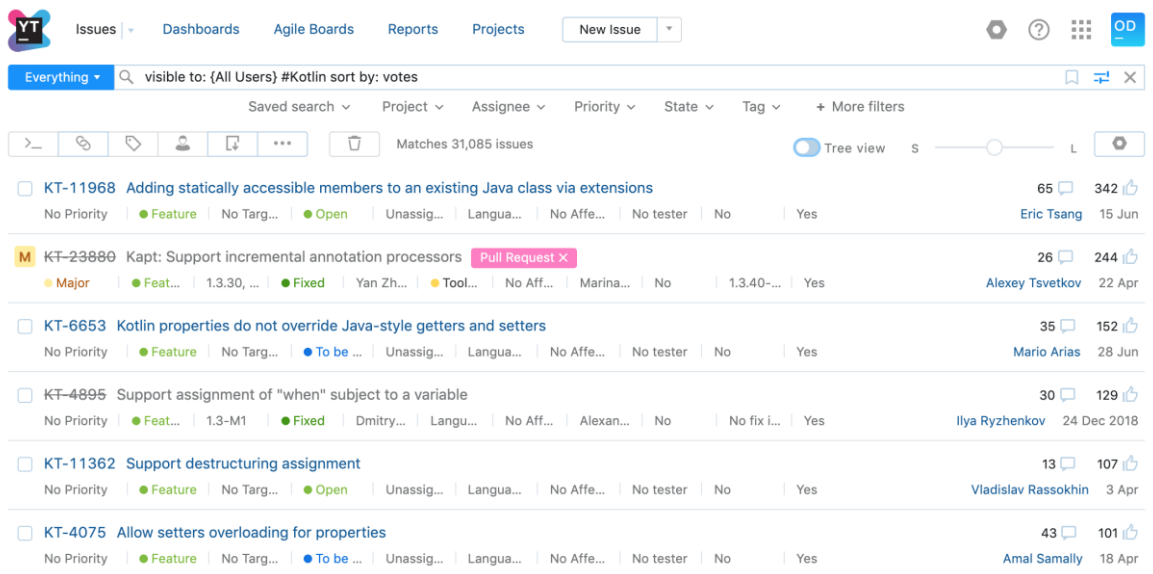 YT
Issues Dashboards Agile Boards Reports Projects New Issue OD
Everything visible to: {All Users} #Kotlin sort by: votes
Saved search Project Assignee Priority State Tag + More filters
Matches 31,085 issues Tree view S L
KT-11968 Adding statically accessible members to an existing Java class via extensions 65 342
No Priority Feature No Targ... Open Unassig... Langua... No Affe... No tester No Yes Eric Tsang 15 Jun
M KT-23880 Kapt: Support incremental annotation processors Pull Request × 26 244
Major Feat... 1.3.30, ... Fixed Yan Zh... Tool... No Aff... Marina... No 1.3.40-... Yes Alexey Tsvetkov 22 Apr
KT-6653 Kotlin properties do not override Java-style getters and setters 35 152
No Priority Feature No Targ... To be ... Unassig... Langua... No Affe... No tester No Yes Mario Arias 28 Jun
KT-4895 Support assignment of "when" subject to a variable 30 129
No Priority Feat... 1.3-M1 Fixed Dmitry... Langu... No Aff... Alexan... No No fix i... Yes Ilya Ryzhenkov 24 Dec 2018
KT-11362 Support destructuring assignment 13 107
No Priority Feature No Targ... Open Unassig... Langua... No Affe... No tester No Yes Vladislav Rassokhin 3 Apr
KT-4075 Allow setters overloading for properties 43 101
No Priority Feature No Targ... To be ... Unassig... Langua... No Affe... No tester No Yes Amal Samally 18 Apr